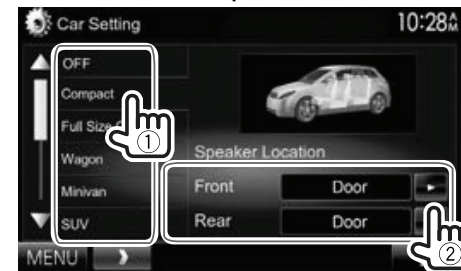 Car Setting
10:28
OFF
Compact
Full Size
①
Wagon
Speaker Location
Minivan
Front
Door
SUV
Rear
Door
②
MENU